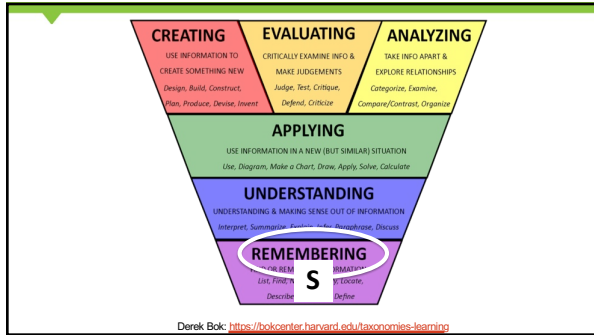 CREATING
USE INFORMATION TO
CREATE SOMETHING NEW
Design, Build, Construct,
Plan, Produce, Devise, Invent
EVALUATING
CRITICALLY EXAMINE INFO &
MAKE JUDGEMENTS
Judge, Test, Critique,
Defend, Criticize
ANALYZING
TAKE INFO APART &
EXPLORE RELATIONSHIPS
Categorize, Examine,
Compare/Contrast, Organize
APPLYING
USE INFORMATION IN A NEW (BUT SIMILAR) SITUATION
Use, Diagram, Make a Chart, Draw, Apply, Solve, Calculate
UNDERSTANDING
UNDERSTANDING & MAKING SENSE OUT OF INFORMATION
Interpret, Summarize, Paraphrase, Discuss
REMEMBERING
OR
S
List, Find, Locate,
Describe Define
Derek Bok: https://bokcenter.harvard.edu/taxonomies-learning